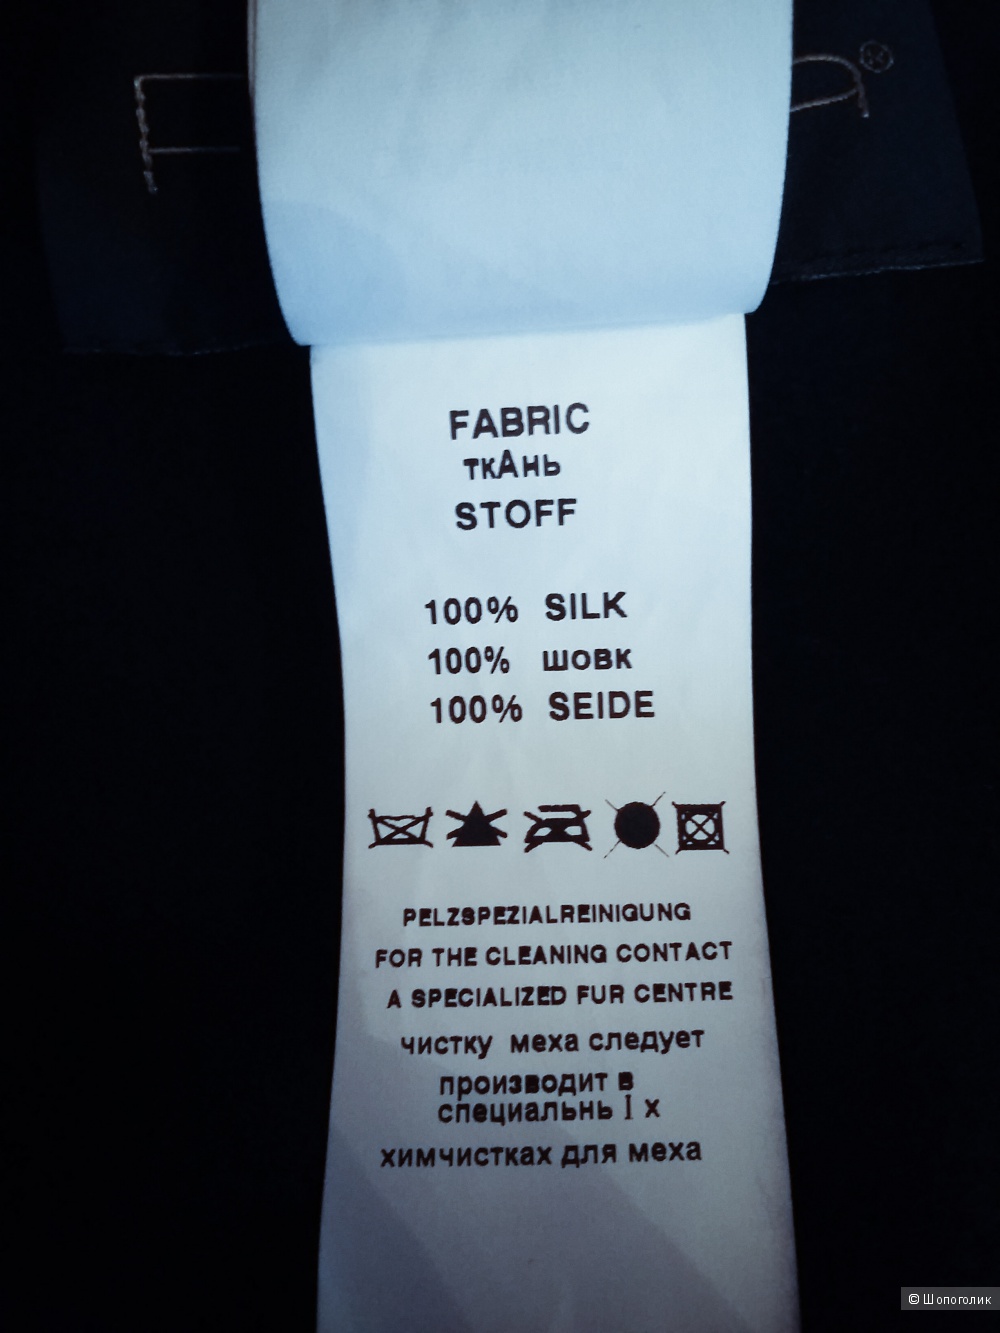 ®
FABRIC
ткАнь
STOFF
100% SILK
100% шовк
100% SEIDE
PELZSPEZIALREINIGUNG
FOR THE CLEANING CONTACT
A SPECIALIZED FUR CENTRE
чистку меха следует
производит в
специальнь I х
химчистках для меха
© Шопоголик